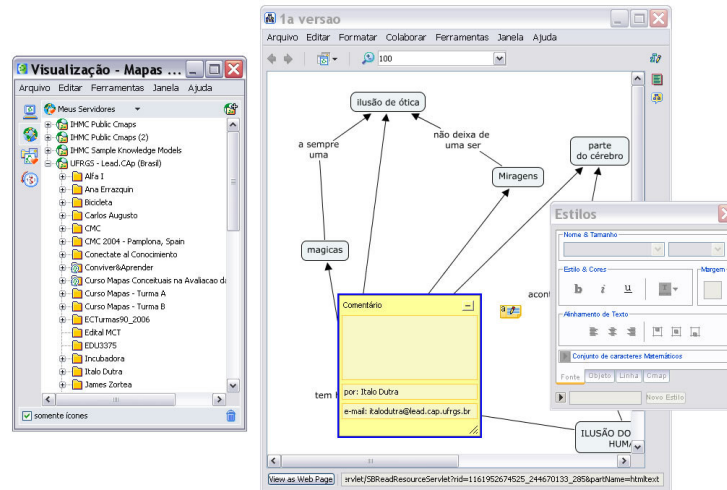 Visualização - Mapas ...
Arquivo Editar Ferramentas Janela Ajuda
Meus Servidores
IHMC Public Cmaps
IHMC Public Cmaps (2)
IHMC Sample Knowledge Models
UFRGS - Lead.CAp (Brasil)
Alfa I
Ana Errazquin
Bicicleta
Carlos Augusto
CMC
CMC 2004 - Pamplona, Spain
Conectate al Conocimiento
Conviver&Aprender
Curso Mapas Conceituais na Avaliacao da
Curso Mapas - Turma A
Curso Mapas - Turma B
ECTurmas90_2006
Edital MCT
EDU3375
Incubadora
Italo Dutra
James Zortea
somente ícones
1a versao
Arquivo Editar Formatar Colaborar Ferramentas Janela Ajuda
100
ilusão de ótica
a sempre
uma
não deixa de
uma ser
parte
do cérebro
Miragens
magicas
acont
tem
Comentário
por: Italo Dutra
e-mail: italodutra@lead.cap.ufrgs.br
ILUSÃO DO
HUMA
View as Web Page
servlet/SBReadResourceServlet?rid=1161952674525_244670133_285&partName=htmltext
Estilos
Nome & Tamanho
Estilo & Cores
Margem
b i u
Alinhamento de Texto
Conjunto de caracteres Matemáticos
Fonte Objeto Linha Cmap
Novo Estilo